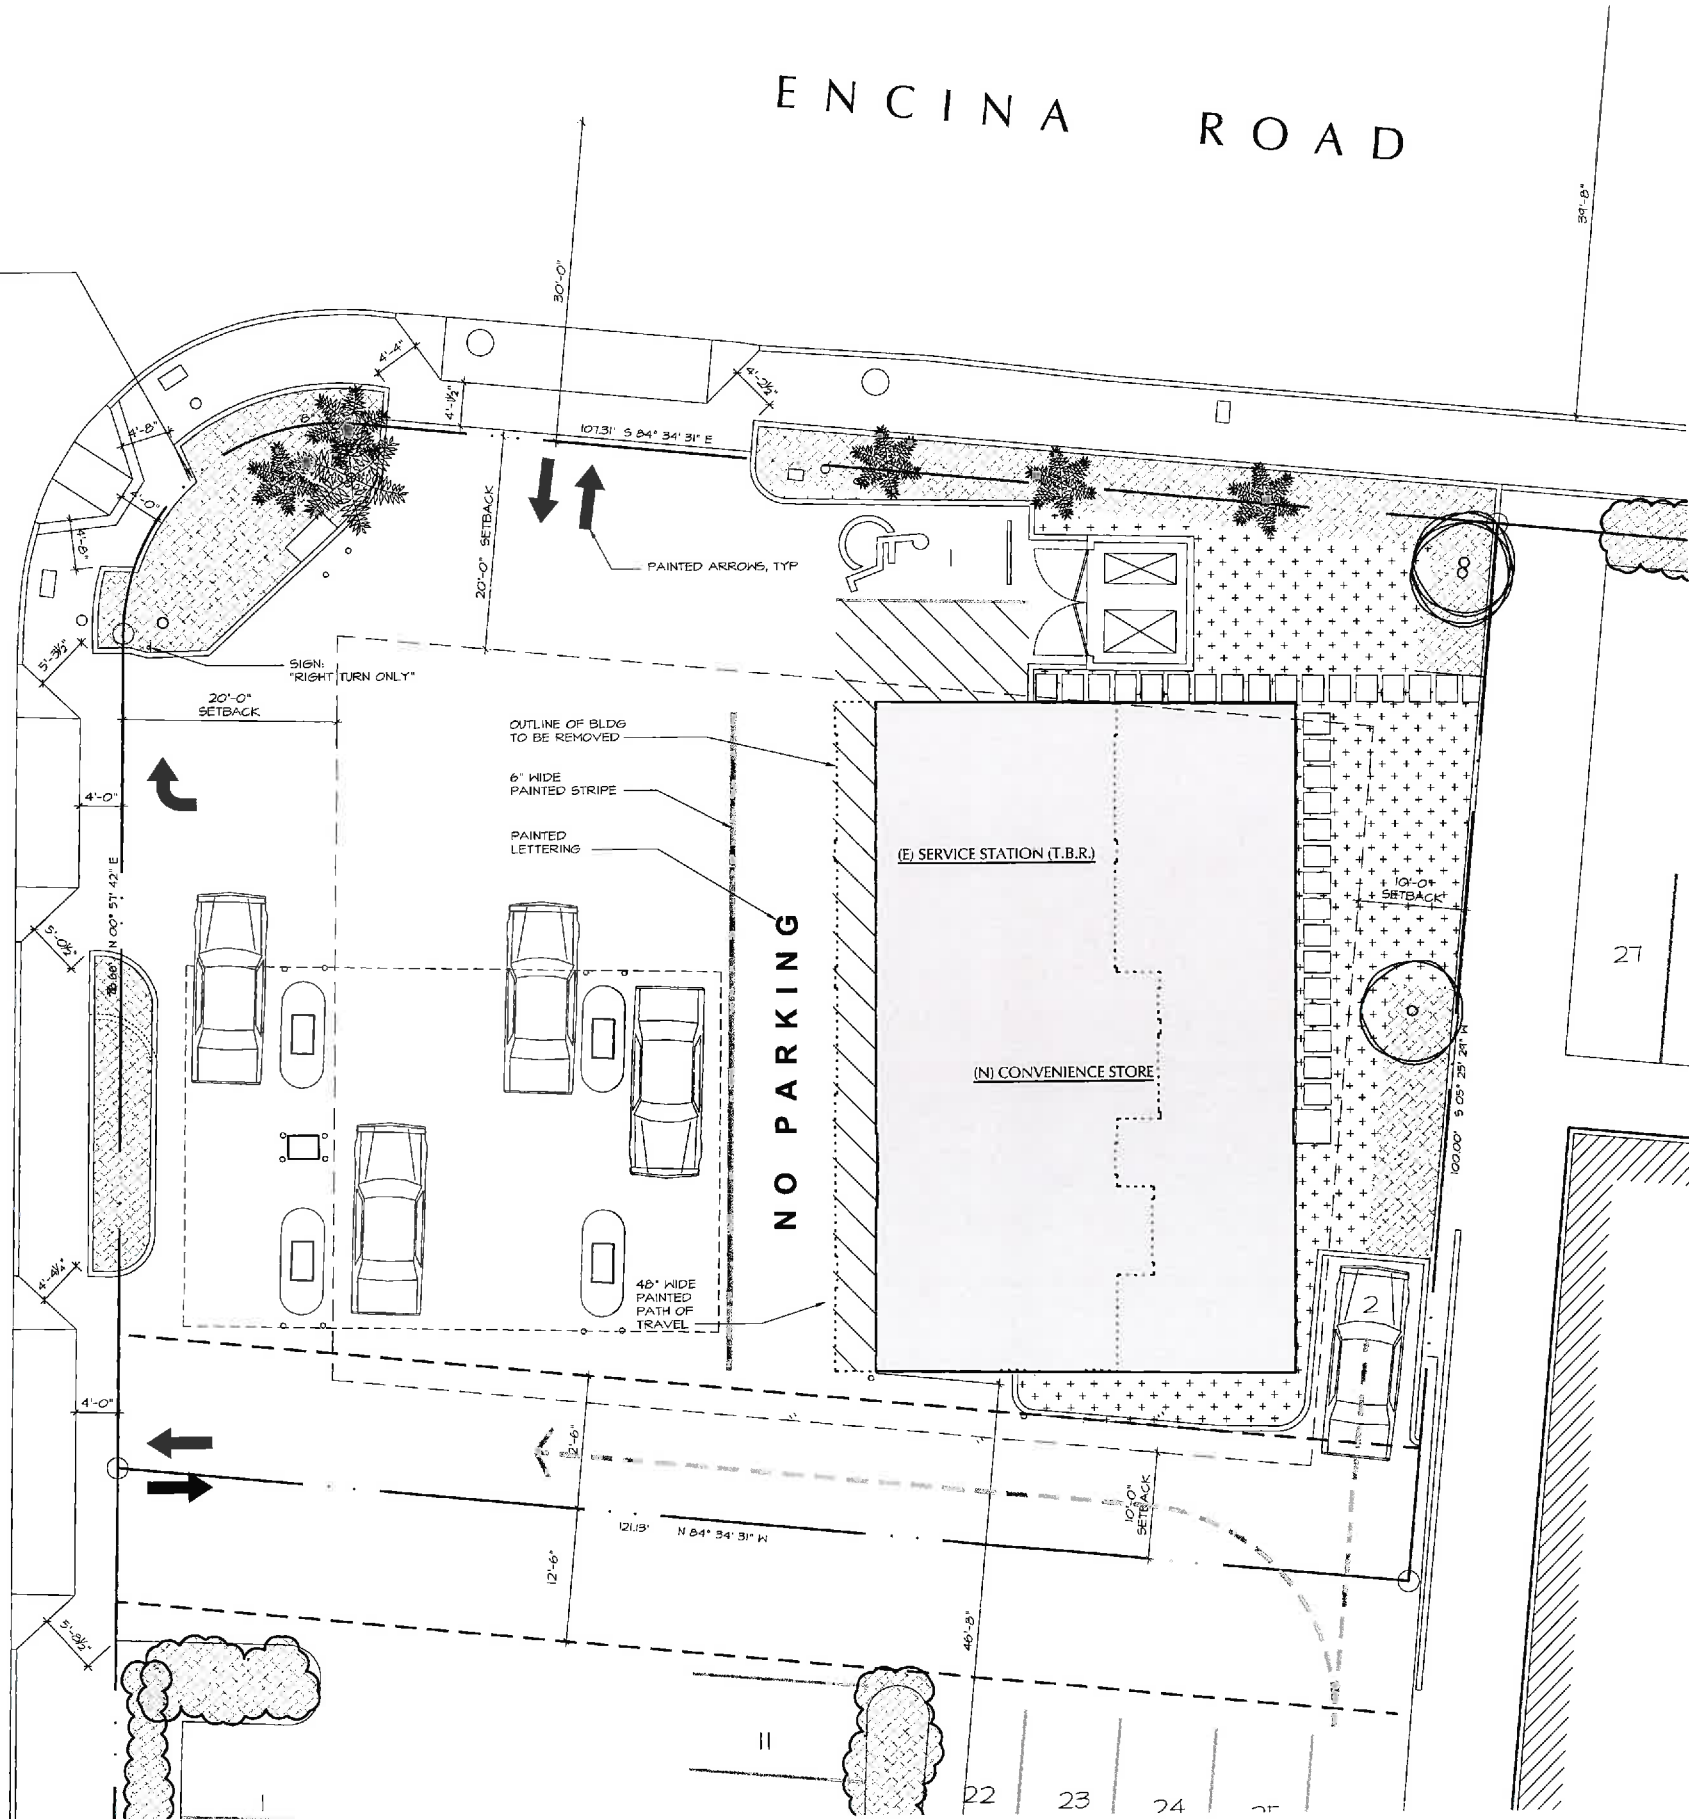 ENCINA ROAD
39'-8"
30'-0"
4'-4"
4'-1½"
4'-2½"
4'-8"
8'
107.31' S 84° 34' 31" E
4'-0"
4'-8"
20'-0" SETBACK
PAINTED ARROWS, TYP
1
5'-3½"
SIGN:
"RIGHT TURN ONLY"
20'-0"
SETBACK
OUTLINE OF BLDG
TO BE REMOVED
6" WIDE
PAINTED STRIPE
4'-0"
PAINTED
LETTERING
(E) SERVICE STATION (T.B.R.)
N 00° 57' 42" E
10'-0"
SETBACK
5'-0½"
NO PARKING
27
(N) CONVENIENCE STORE
100.00' S 05° 25' 29" W
4'-4¼"
48" WIDE
PAINTED
PATH OF
TRAVEL
2
4'-0"
12'-6"
10'-0"
SETBACK
121.13' N 84° 34' 31" W
12'-6"
5'-8½"
46'-8"
11
1
22
23
24